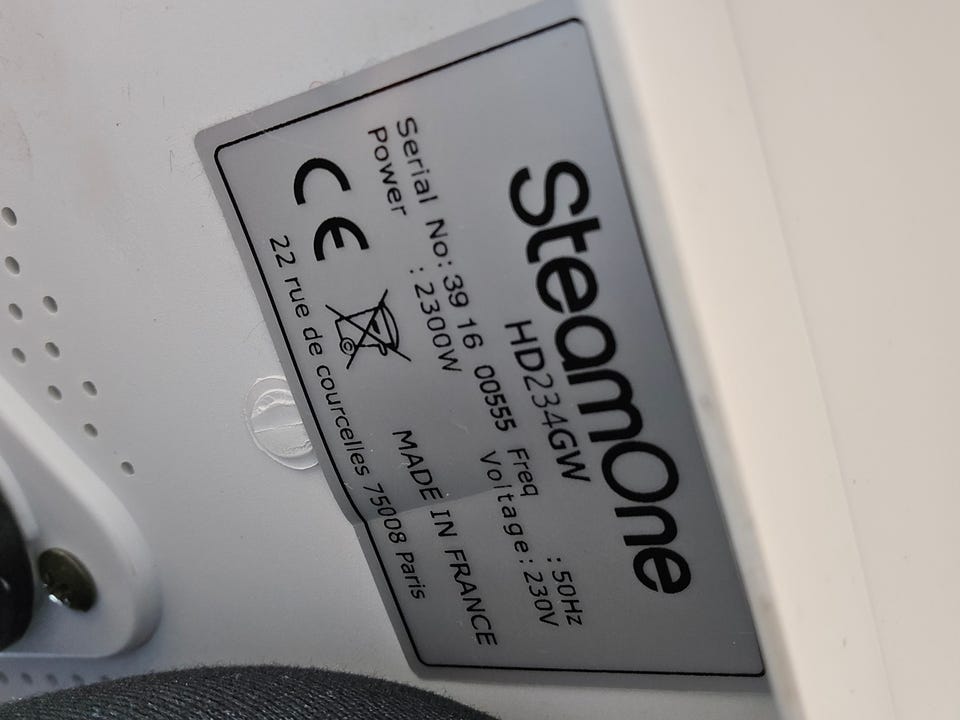 SteamOne
HD234GW
Serial No: 39 16 00555 Freq : 50Hz
Power : 2300W Voltage: 230V
CE MADE IN FRANCE
22 rue de courcelles 75008 Paris